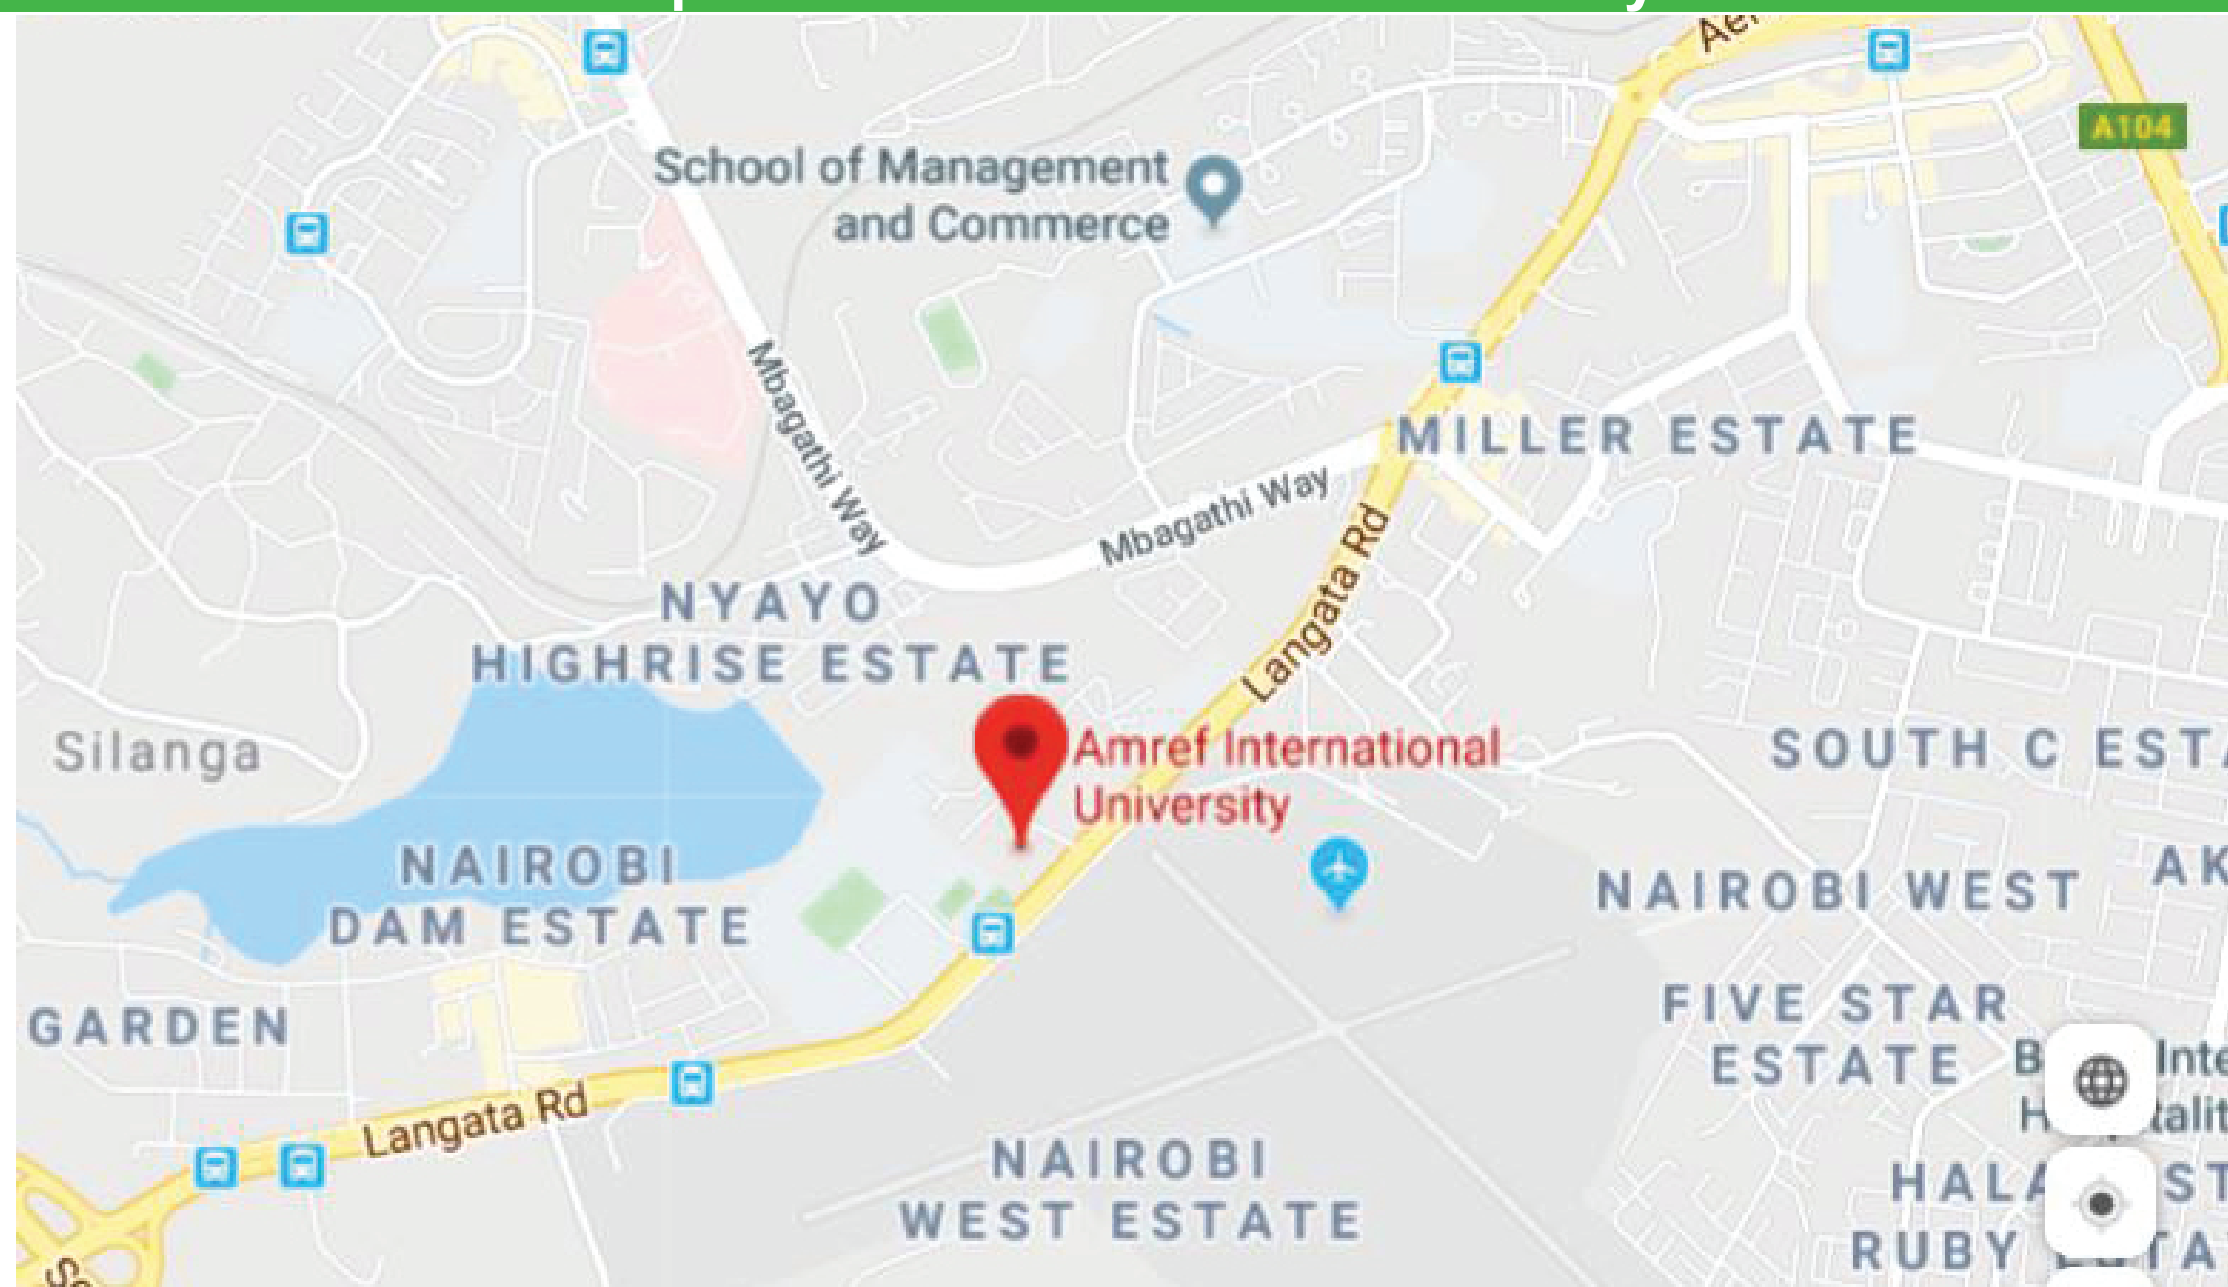 A104
School of Management
and Commerce
Mbagathi Way
MILLER ESTATE
Mbagathi Way
Langata Rd
NYAYO
HIGHRISE ESTATE
Silanga
Amref International
University
SOUTH C
NAIROBI
DAM ESTATE
NAIROBI WEST
GARDEN
FIVE STAR
ESTATE
Langata Rd
NAIROBI
WEST ESTATE
RUBY